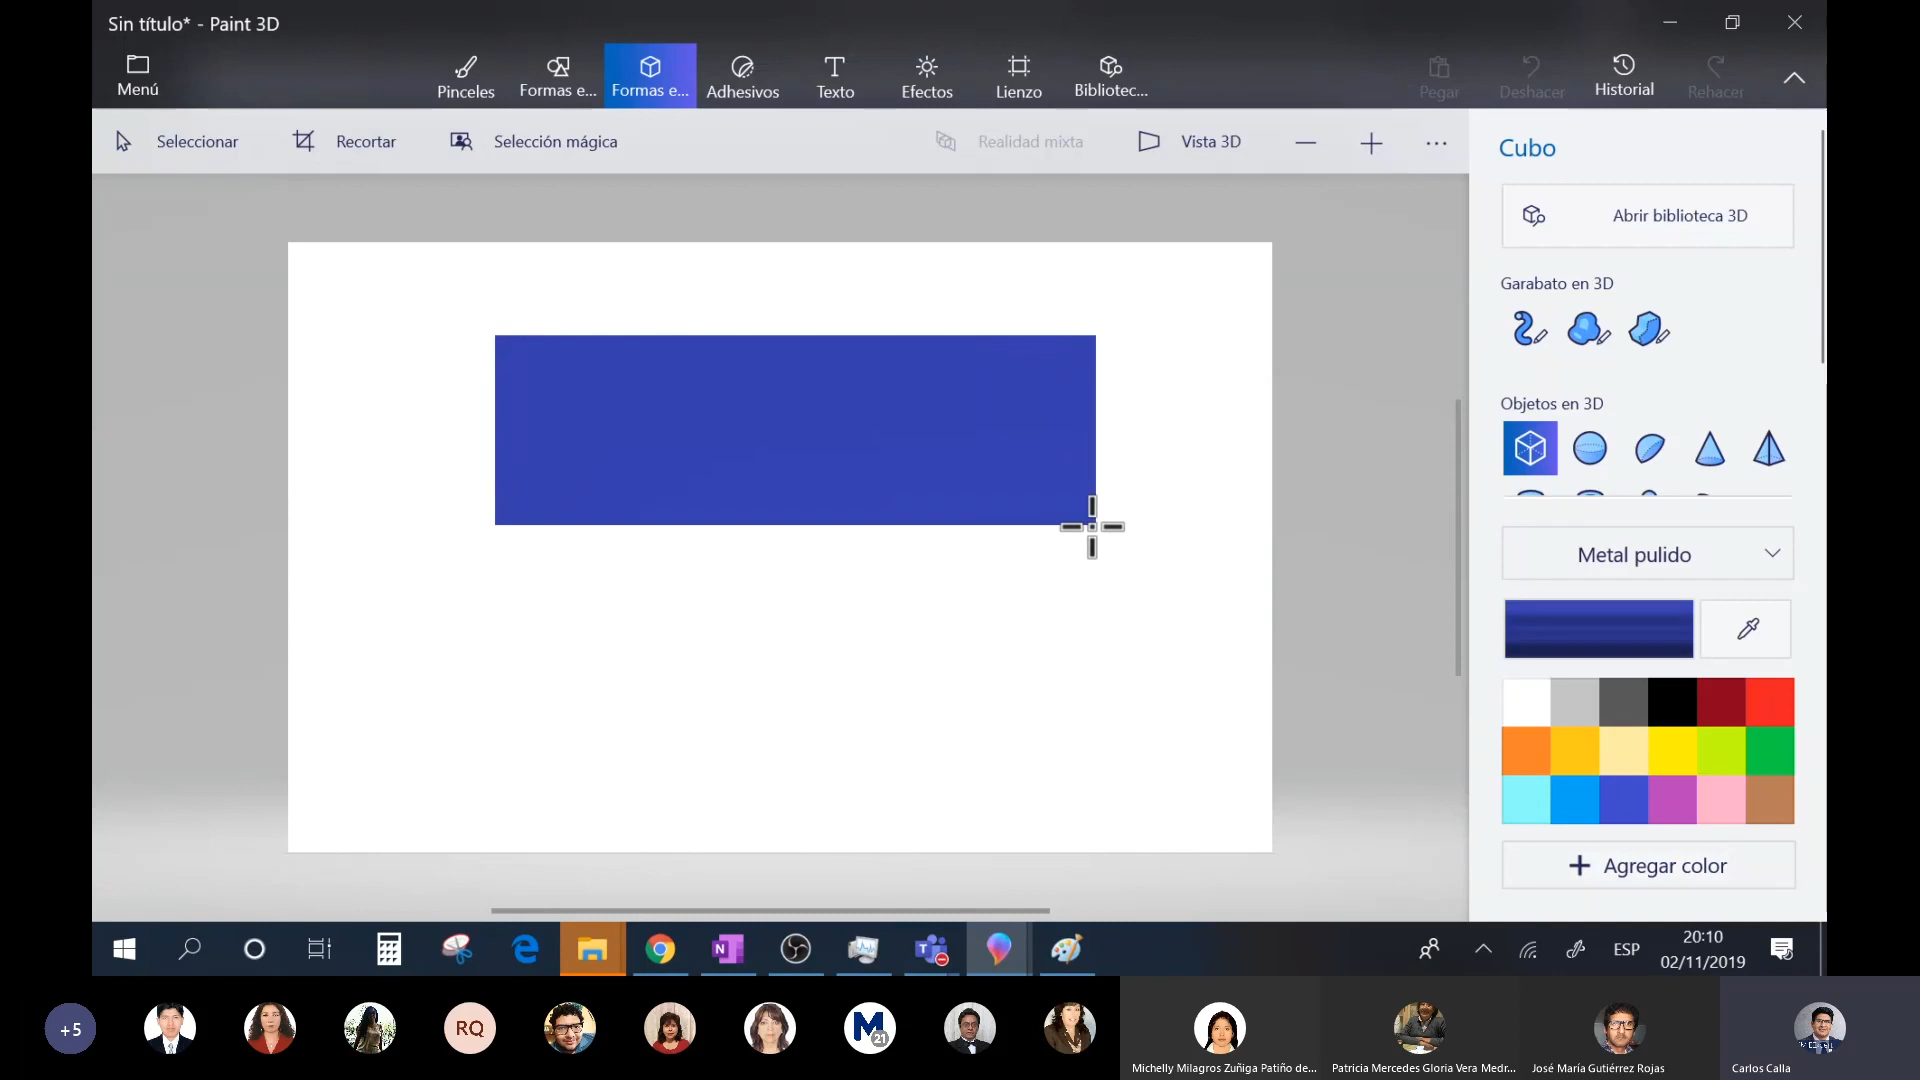 Sin título* - Paint 3D
Menú
Pinceles
Formas e...
Formas e...
Adhesivos
Texto
Efectos
Lienzo
Bibliotec...
Pegar
Deshacer
Historial
Rehacer
Seleccionar
Recortar
Selección mágica
Realidad mixta
Vista 3D
Cubo
Abrir biblioteca 3D
Garabato en 3D
Objetos en 3D
Metal pulido
Agregar color
ESP
20:10
02/11/2019
+5
RQ
M
21
Michelly Milagros Zuñiga Patiño de...
Patricia Mercedes Gloria Vera Medr...
José María Gutiérrez Rojas
Carlos Calla